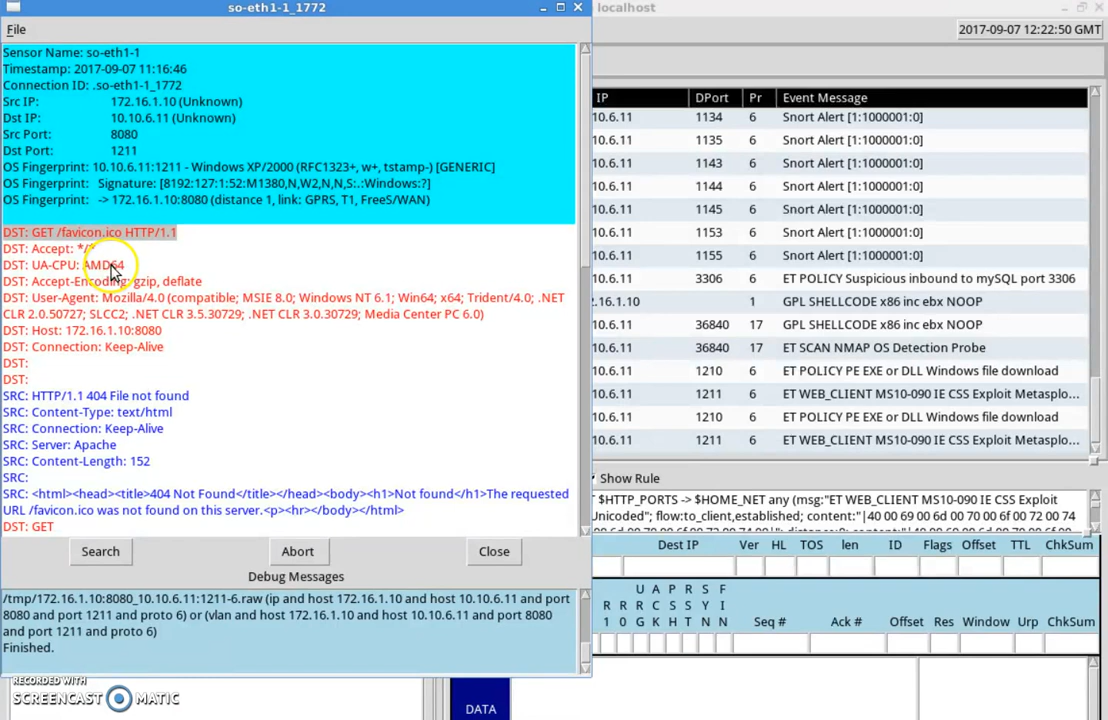 so-eth1-1_1772
localhost
File
2017-09-07 12:22:50 GMT
Sensor Name: so-eth1-1
Timestamp: 2017-09-07 11:16:46
Connection ID: .so-eth1-1_1772
Src IP: 172.16.1.10 (Unknown)
Dst IP: 10.10.6.11 (Unknown)
Src Port: 8080
Dst Port: 1211
OS Fingerprint: 10.10.6.11:1211 - Windows XP/2000 (RFC1323+, w+, tstamp-) [GENERIC]
OS Fingerprint: Signature: [8192:127:1:52:M1380,N,W2,N,N,S:.:Windows:?]
OS Fingerprint: -> 172.16.1.10:8080 (distance 1, link: GPRS, T1, FreeS/WAN)
DST: GET /favicon.ico HTTP/1.1
DST: Accept: */*
DST: UA-CPU: AMD64
DST: Accept-Encoding: gzip, deflate
DST: User-Agent: Mozilla/4.0 (compatible; MSIE 8.0; Windows NT 6.1; Win64; x64; Trident/4.0; .NET
CLR 2.0.50727; SLCC2; .NET CLR 3.5.30729; .NET CLR 3.0.30729; Media Center PC 6.0)
DST: Host: 172.16.1.10:8080
DST: Connection: Keep-Alive
DST:
DST:
SRC: HTTP/1.1 404 File not found
SRC: Content-Type: text/html
SRC: Connection: Keep-Alive
SRC: Server: Apache
SRC: Content-Length: 152
SRC:
SRC: <html><head><title>404 Not Found</title></head><body><h1>Not found</h1>The requested
URL /favicon.ico was not found on this server.<p><hr></body></html>
DST: GET
Search Abort Close
Debug Messages
/tmp/172.16.1.10:8080_10.10.6.11:1211-6.raw (ip and host 172.16.1.10 and host 10.10.6.11 and port
8080 and port 1211 and proto 6) or (vlan and host 172.16.1.10 and host 10.10.6.11 and port 8080
and port 1211 and proto 6)
Finished.
RECORDED WITH
SCREENCAST MATIC
IP DPort Pr Event Message
10.6.11 1134 6 Snort Alert [1:1000001:0]
10.6.11 1135 6 Snort Alert [1:1000001:0]
10.6.11 1143 6 Snort Alert [1:1000001:0]
10.6.11 1144 6 Snort Alert [1:1000001:0]
10.6.11 1145 6 Snort Alert [1:1000001:0]
10.6.11 1153 6 Snort Alert [1:1000001:0]
10.6.11 1155 6 Snort Alert [1:1000001:0]
10.6.11 3306 6 ET POLICY Suspicious inbound to mySQL port 3306
2.16.1.10 1 GPL SHELLCODE x86 inc ebx NOOP
10.6.11 36840 17 GPL SHELLCODE x86 inc ebx NOOP
10.6.11 36840 17 ET SCAN NMAP OS Detection Probe
10.6.11 1210 6 ET POLICY PE EXE or DLL Windows file download
10.6.11 1211 6 ET WEB_CLIENT MS10-090 IE CSS Exploit Metasplo...
10.6.11 1210 6 ET POLICY PE EXE or DLL Windows file download
10.6.11 1211 6 ET WEB_CLIENT MS10-090 IE CSS Exploit Metasplo...
Show Rule
T $HTTP_PORTS -> $HOME_NET any (msg:"ET WEB_CLIENT MS10-090 IE CSS Exploit
Unicoded"; flow:to_client,established; content:"|40 00 69 00 6d 00 70 00 6f 00 72 00 74
Dest IP Ver HL TOS len ID Flags Offset TTL ChkSum
U A P R S F
R R R C S S Y I
1 0 G K H T N N Seq # Ack # Offset Res Window Urp ChkSum
DATA